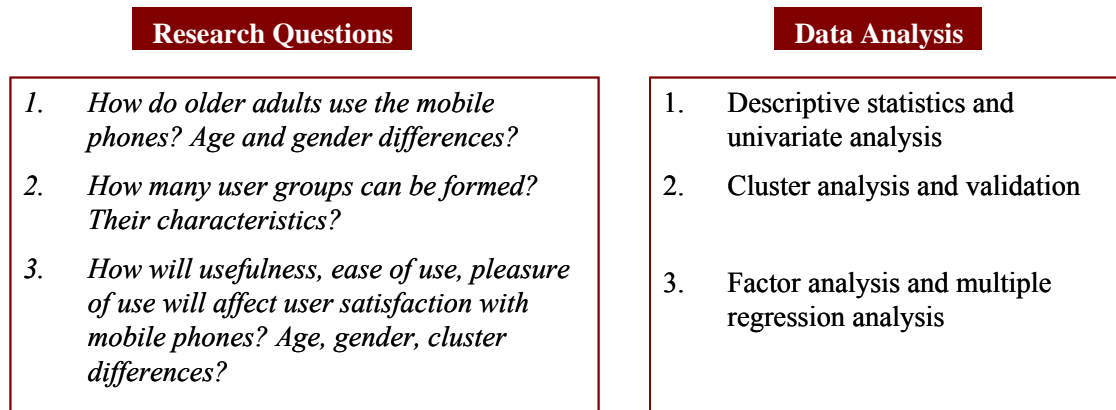 Research Questions
1. How do older adults use the mobile
phones? Age and gender differences?
2. How many user groups can be formed?
Their characteristics?
3. How will usefulness, ease of use, pleasure
of use will affect user satisfaction with
mobile phones? Age, gender, cluster
differences?
Data Analysis
1. Descriptive statistics and
univariate analysis
2. Cluster analysis and validation
3. Factor analysis and multiple
regression analysis